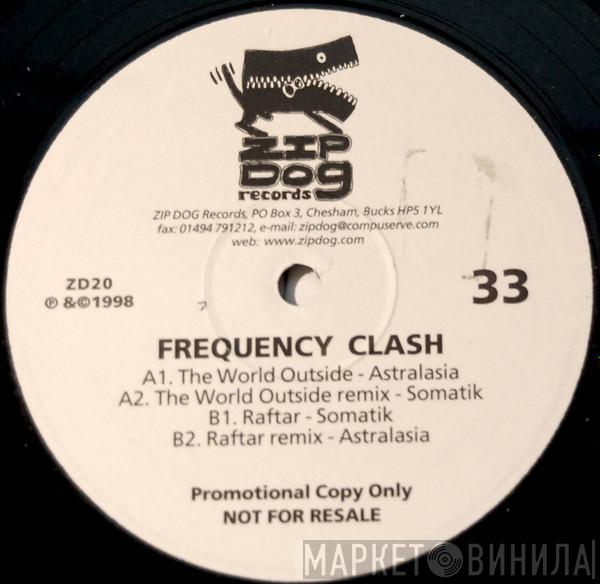 ZIP
DOG
records
ZIP DOG Records, PO Box 3, Chesham, Bucks HP5 1YL
fax: 01494 791212, e-mail: zipdog@compuserve.com
web: www.zipdog.com
ZD20
℗ &©1998
33
FREQUENCY CLASH
A1. The World Outside - Astralasia
A2. The World Outside remix - Somatik
B1. Raftar - Somatik
B2. Raftar remix - Astralasia
Promotional Copy Only
NOT FOR RESALE
МАРКЕТ ВИНИЛА